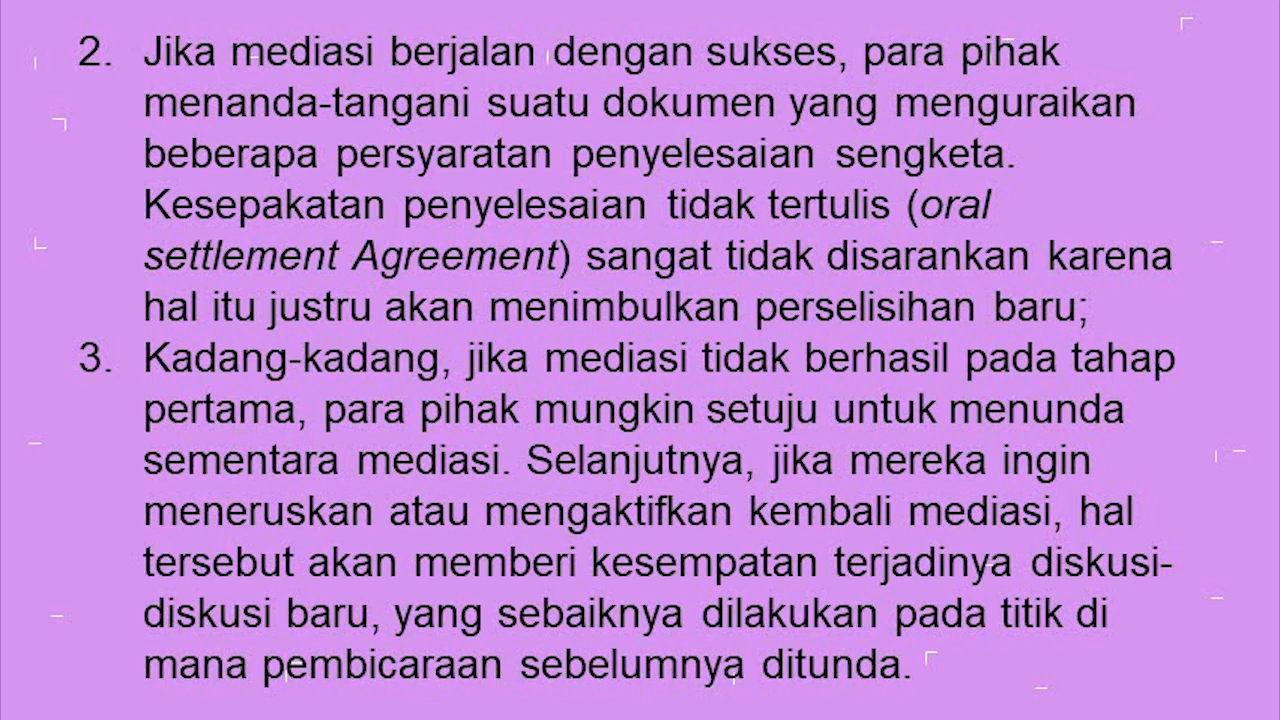 2. Jika mediasi berjalan dengan sukses, para pihak
menanda-tangani suatu dokumen yang menguraikan
beberapa persyaratan penyelesaian sengketa.
Kesepakatan penyelesaian tidak tertulis (oral
settlement Agreement) sangat tidak disarankan karena
hal itu justru akan menimbulkan perselisihan baru;
3. Kadang-kadang, jika mediasi tidak berhasil pada tahap
pertama, para pihak mungkin setuju untuk menunda
sementara mediasi. Selanjutnya, jika mereka ingin
meneruskan atau mengaktifkan kembali mediasi, hal
tersebut akan memberi kesempatan terjadinya diskusi-
diskusi baru, yang sebaiknya dilakukan pada titik di
mana pembicaraan sebelumnya ditunda.